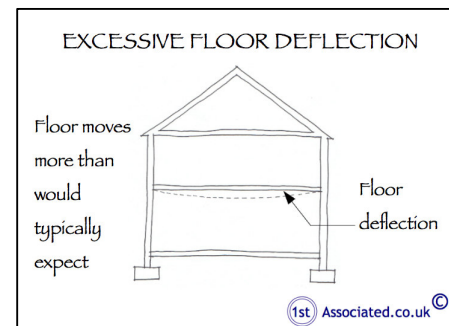 EXCESSIVE FLOOR DEFLECTION
Floor moves
more than
would
typically
expect
Floor
deflection
1st Associated.co.uk ©